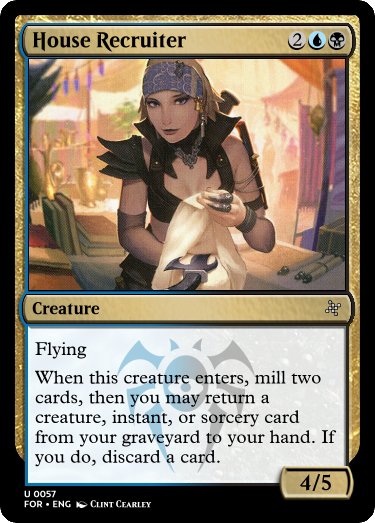 House Recruiter 2
Creature
Flying
When this creature enters, mill two
cards, then you may return a
creature, instant, or sorcery card
from your graveyard to your hand. If
you do, discard a card.
4/5
U 0057
FOR • ENG Clint Cearley